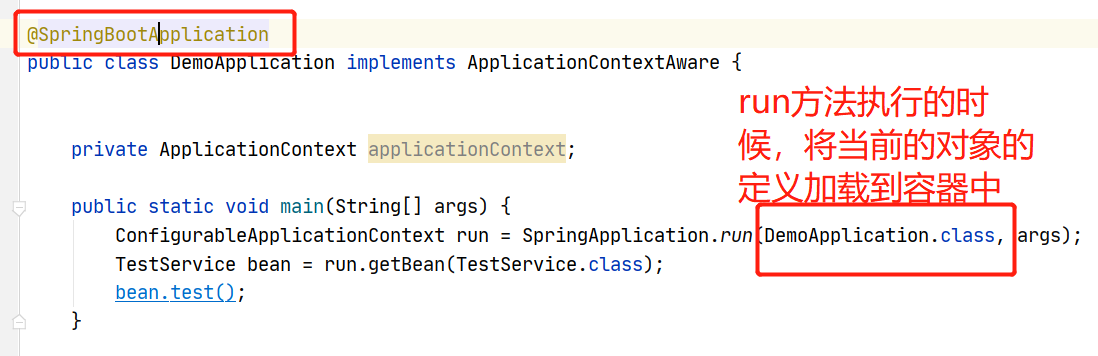 @SpringBootApplication
public class DemoApplication implements ApplicationContextAware {
private ApplicationContext applicationContext;
run方法执行的时
候，将当前的对象的
定义加载到容器中
public static void main(String[] args) {
ConfigurableApplicationContext run = SpringApplication.run(DemoApplication.class, args);
TestService bean = run.getBean(TestService.class);
bean.test();
}